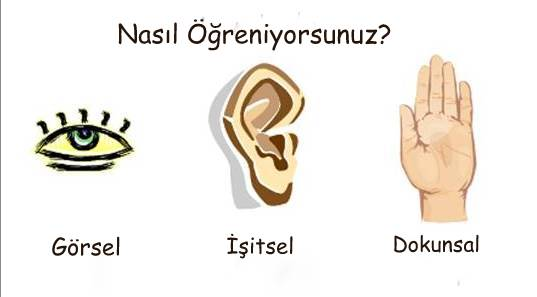 Nasıl Öğreniyorsunuz?
Görsel
İşitsel
Dokunsal